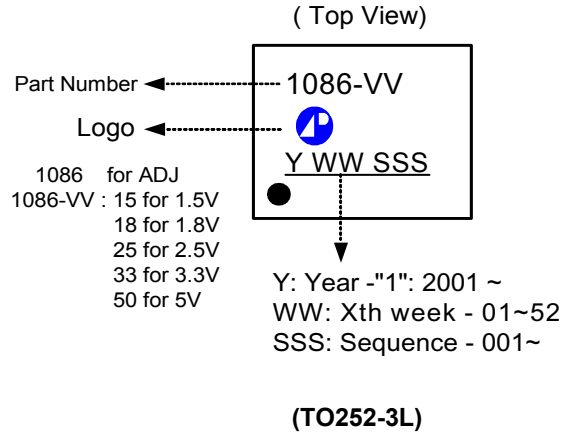 ( Top View)
Part Number
1086-VV
Logo
Y WW SSS
1086 for ADJ
1086-VV : 15 for 1.5V
18 for 1.8V
25 for 2.5V
33 for 3.3V
50 for 5V
Y: Year -"1": 2001 ~
WW: Xth week - 01~52
SSS: Sequence - 001~
(TO252-3L)